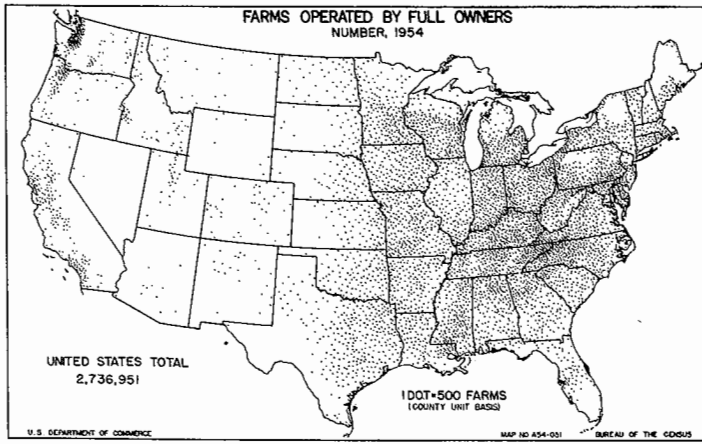 FARMS OPERATED BY FULL OWNERS
NUMBER, 1954
UNITED STATES TOTAL
2,736,951
1 DOT=500 FARMS
(COUNTY UNIT BASIS)
U.S. DEPARTMENT OF COMMERCE
MAP NO A54-051
BUREAU OF THE CENSUS